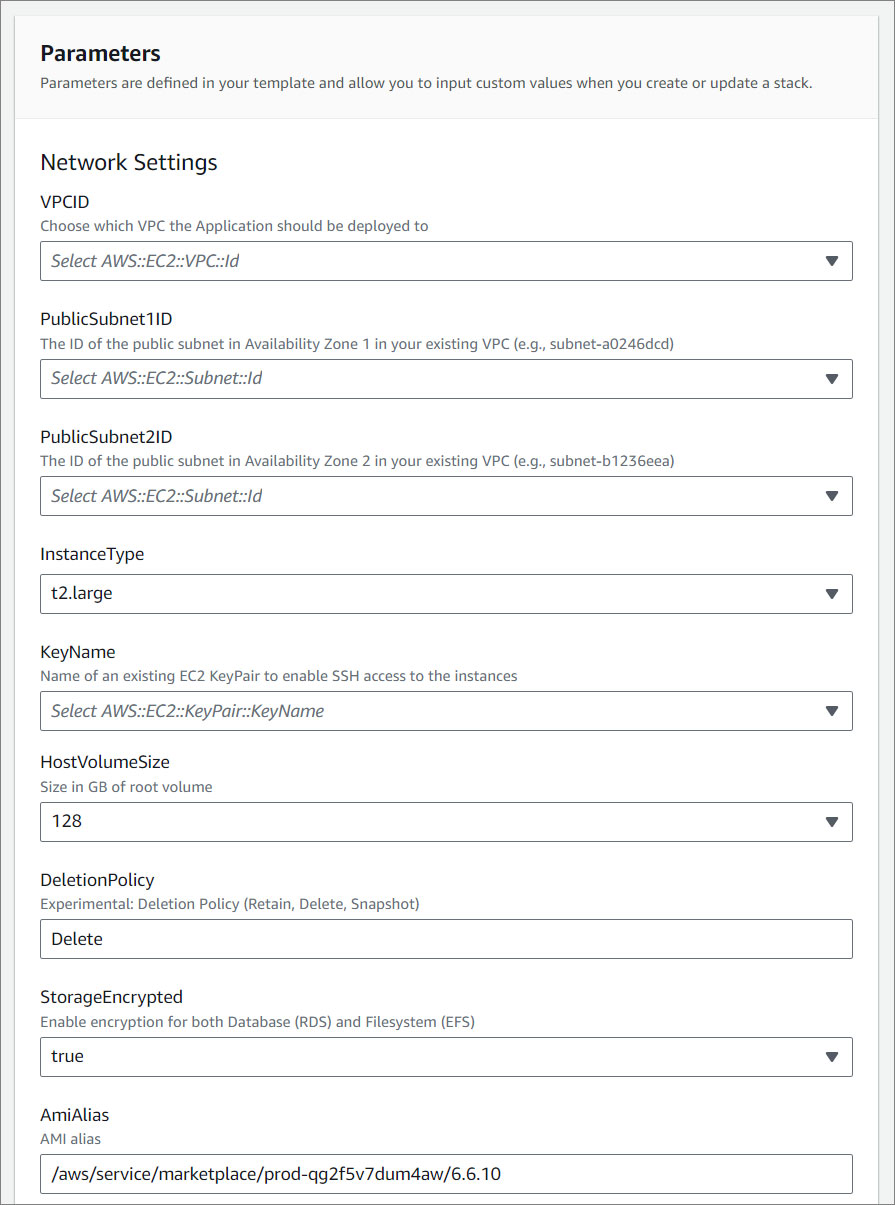 Parameters
Parameters are defined in your template and allow you to input custom values when you create or update a stack.
Network Settings
VPCID
Choose which VPC the Application should be deployed to
Select AWS::EC2::VPC::Id
PublicSubnet1ID
The ID of the public subnet in Availability Zone 1 in your existing VPC (e.g., subnet-a0246dcd)
Select AWS::EC2::Subnet::Id
PublicSubnet2ID
The ID of the public subnet in Availability Zone 2 in your existing VPC (e.g., subnet-b1236eea)
Select AWS::EC2::Subnet::Id
InstanceType
t2.large
KeyName
Name of an existing EC2 KeyPair to enable SSH access to the instances
Select AWS::EC2::KeyPair::KeyName
HostVolumeSize
Size in GB of root volume
128
DeletionPolicy
Experimental: Deletion Policy (Retain, Delete, Snapshot)
Delete
StorageEncrypted
Enable encryption for both Database (RDS) and Filesystem (EFS)
true
AmiAlias
AMI alias
/aws/service/marketplace/prod-qg2f5v7dum4aw/6.6.10